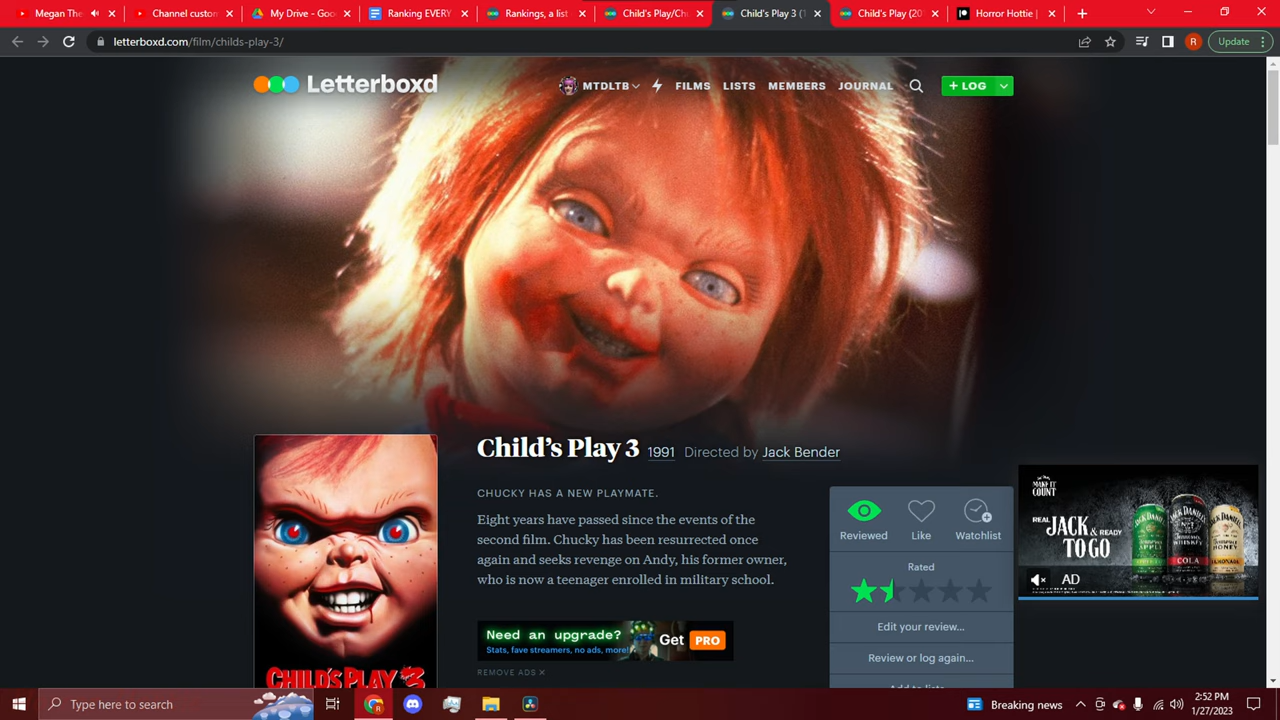 Megan The
Channel custom
My Drive - Goo
Ranking EVERY
Rankings, a list
Child's Play/Ch
Child's Play 3 (1
Child's Play (20
Horror Hottie |
letterboxd.com/film/childs-play-3/
R
Update
Letterboxd
MTDLTB
FILMS
LISTS
MEMBERS
JOURNAL
+ LOG
Child's Play 3 1991 Directed by Jack Bender
CHUCKY HAS A NEW PLAYMATE.
Eight years have passed since the events of the
second film. Chucky has been resurrected once
again and seeks revenge on Andy, his former owner,
who is now a teenager enrolled in military school.
Need an upgrade?
Stats, fave streamers, no ads, more!
Get PRO
REMOVE ADS ×
CHILD'S PLAY 3
Reviewed
Like
Watchlist
Rated
Edit your review...
Review or log again...
Add to lists
MAKE IT
COUNT
REAL JACK & READY
TO GO
COLA
HONEY
AD
Type here to search
Breaking news
2:52 PM
1/27/2023